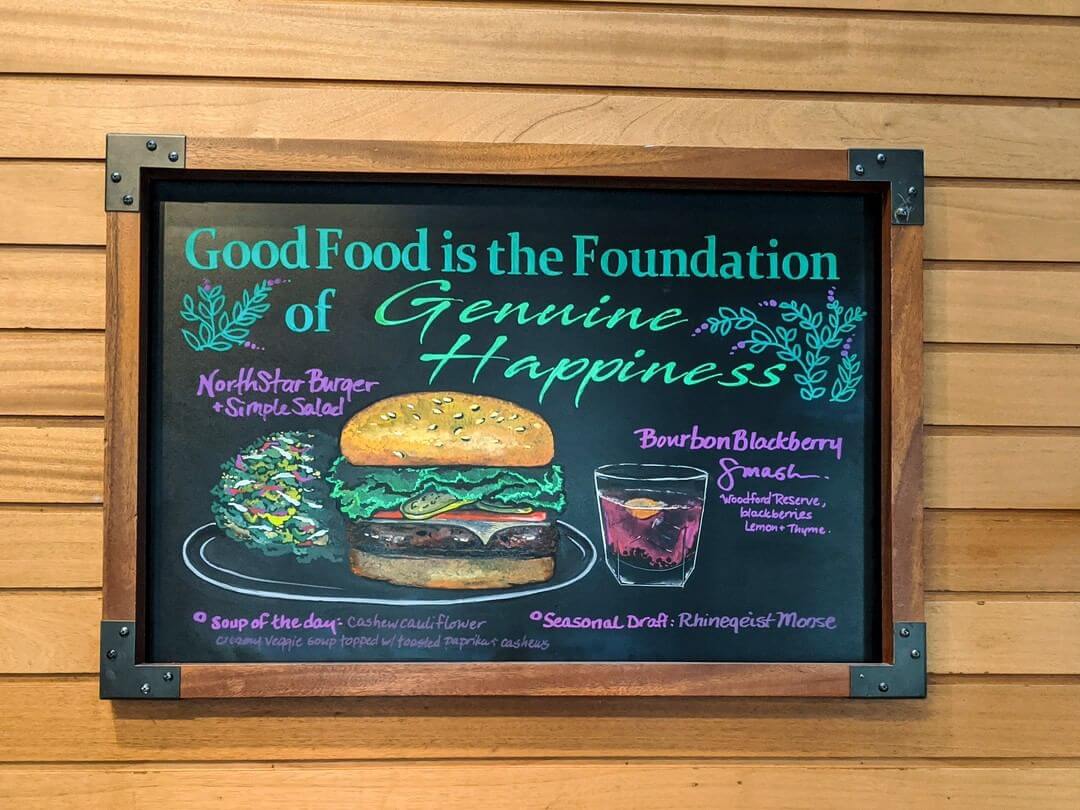 Good Food is the Foundation
of Genuine
Happiness
NorthStar Burger
+ Simple Salad
Bourbon Blackberry
Smash
Woodford Reserve,
blackberries
Lemon + Thyme.
Soup of the day: Cashew cauliflower
creamy veggie soup topped w/ toasted paprika cashews
Seasonal Draft: Rhinegeist Moose